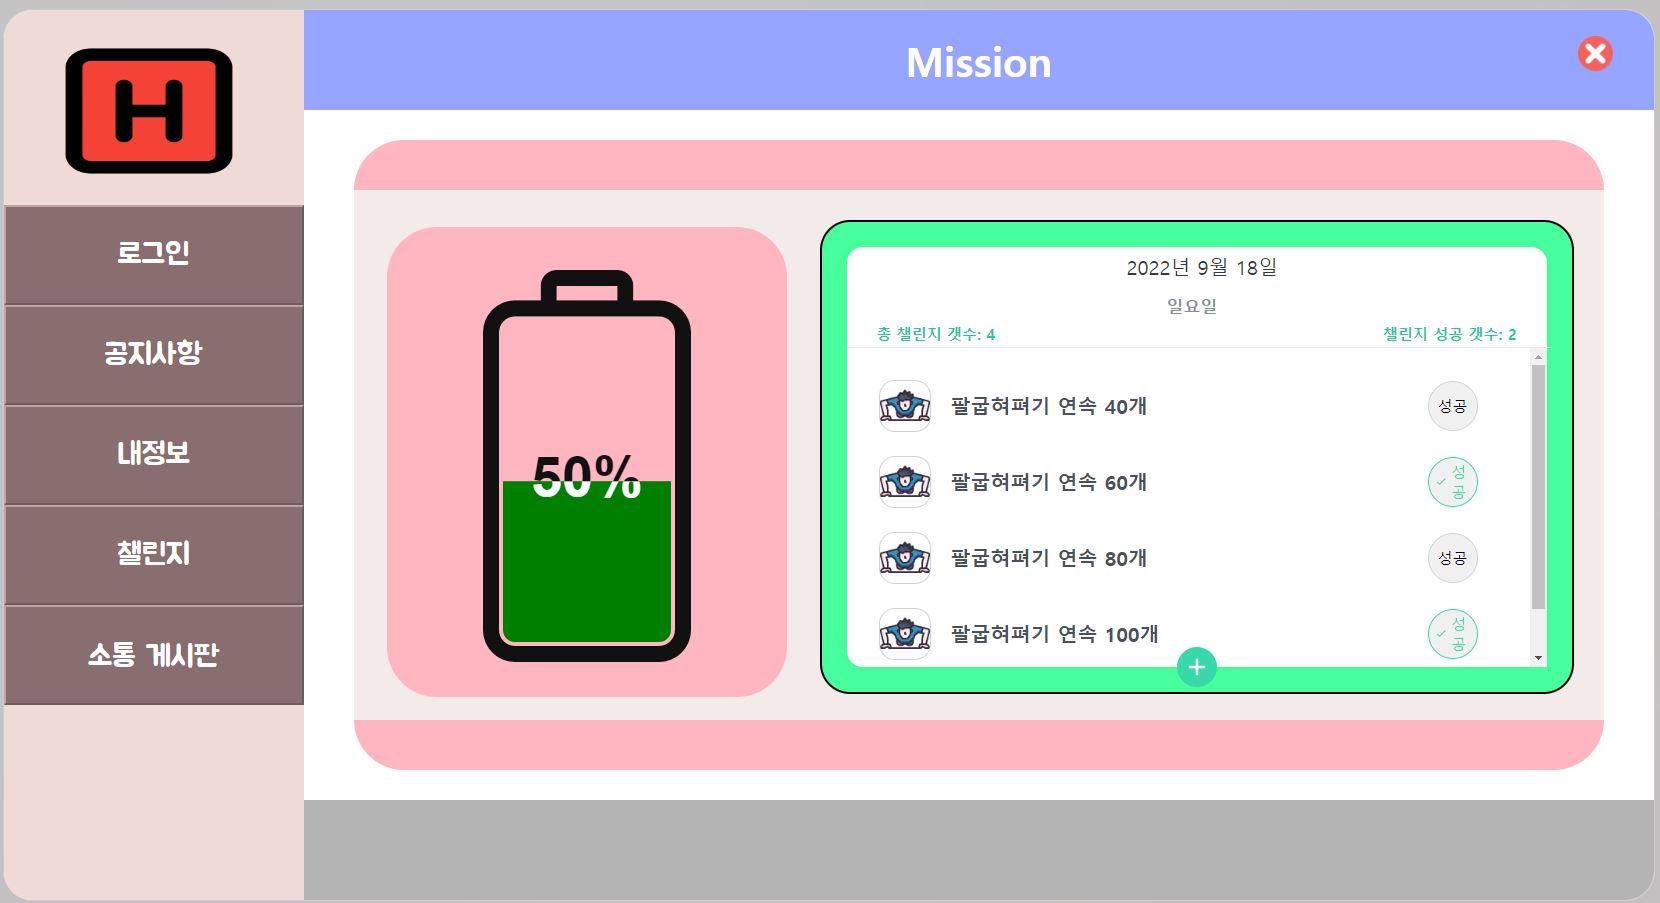 H
로그인
공지사항
내정보
챌린지
소통 게시판
Mission
50%
2022년 9월 18일
일요일
총 챌린지 갯수: 4
챌린지 성공 갯수: 2
팔굽혀펴기 연속 40개
성공
팔굽혀펴기 연속 60개
성
공
팔굽혀펴기 연속 80개
성공
팔굽혀펴기 연속 100개
성
공